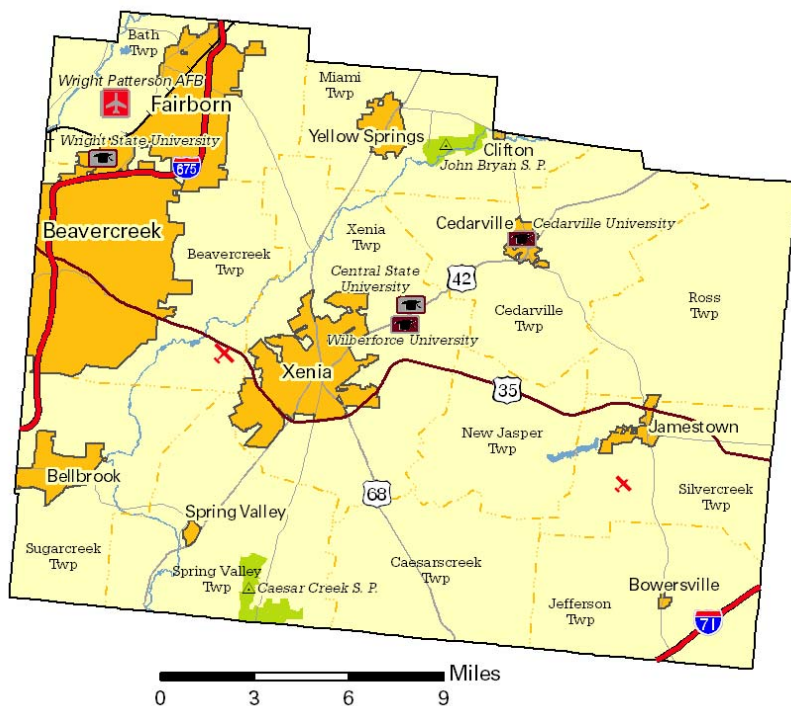 Bath
Twp
Wright Patterson AFB
Fairborn
Miami
Twp
Wright State University
Yellow Springs
Clifton
John Bryan S. P.
675
Beavercreek
Beavercreek
Twp
Xenia
Twp
Cedarville
Cedarville University
Central State
University
42
Cedarville
Twp
Ross
Twp
Wilberforce University
Xenia
35
New Jasper
Twp
Jamestown
Bellbrook
68
Silvercreek
Twp
Spring Valley
Sugarcreek
Twp
Spring Valley
Twp
Caesar Creek S. P.
Caesarscreek
Twp
Bowersville
Jefferson
Twp
71
Miles
0 3 6 9